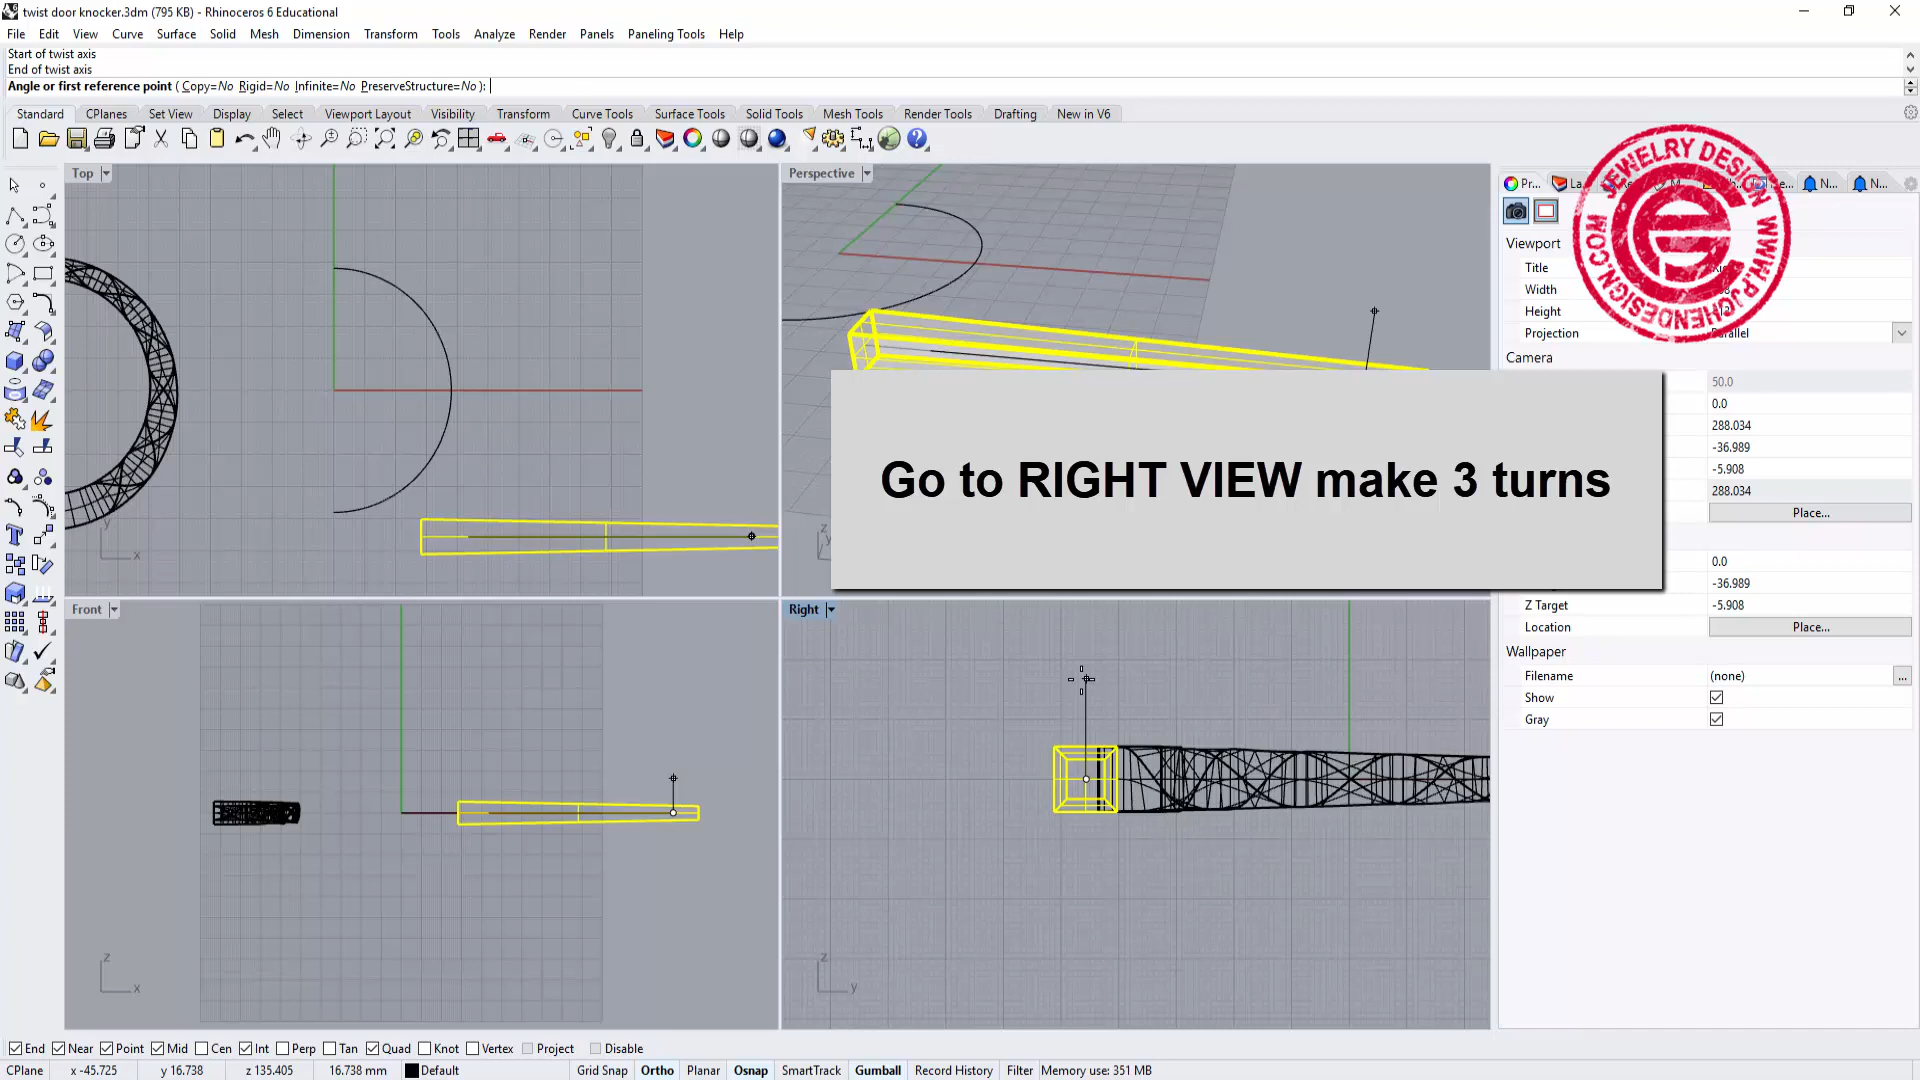 twist door knocker.3dm (795 KB) - Rhinoceros 6 Educational
File Edit View Curve Surface Solid Mesh Dimension Transform Tools Analyze Render Panels Paneling Tools Help
Start of twist axis
End of twist axis
Angle or first reference point ( Copy=No Rigid=No Infinite=No PreserveStructure=No ):
Standard CPlanes Set View Display Select Viewport Layout Visibility Transform Curve Tools Surface Tools Solid Tools Mesh Tools Render Tools Drafting New in V6
Top
Perspective
Pr... La... N... N...
JEWELRY DESIGN WWW.PJCHENDESIGN.COM
Viewport
Title
Width
Height
Projection Parallel
Camera
50.0
0.0
288.034
-36.989
-5.908
288.034
Place...
Go to RIGHT VIEW make 3 turns
0.0
-36.989
Z Target -5.908
Location Place...
Wallpaper
Filename (none) ...
Show
Gray
y
x
z
y
Front
Right
z
x
z
y
End Near Point Mid Cen Int Perp Tan Quad Knot Vertex Project Disable
CPlane x -45.725 y 16.738 z 135.405 16.738 mm Default Grid Snap Ortho Planar Osnap SmartTrack Gumball Record History Filter Memory use: 351 MB